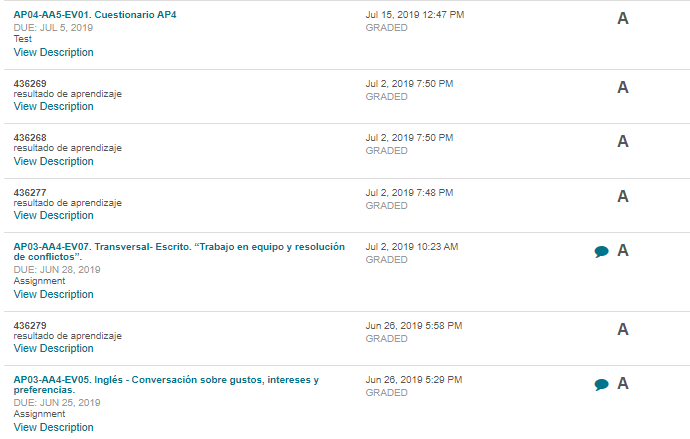 AP04-AA5-EV01. Cuestionario AP4
DUE: JUL 5, 2019
Test
View Description
Jul 15, 2019 12:47 PM
GRADED
A
436269
resultado de aprendizaje
View Description
Jul 2, 2019 7:50 PM
GRADED
A
436268
resultado de aprendizaje
View Description
Jul 2, 2019 7:50 PM
GRADED
A
436277
resultado de aprendizaje
View Description
Jul 2, 2019 7:48 PM
GRADED
A
AP03-AA4-EV07. Transversal- Escrito. “Trabajo en equipo y resolución
de conflictos”.
DUE: JUN 28, 2019
Assignment
View Description
Jul 2, 2019 10:23 AM
GRADED
A
436279
resultado de aprendizaje
View Description
Jun 26, 2019 5:58 PM
GRADED
A
AP03-AA4-EV05. Inglés - Conversación sobre gustos, intereses y
preferencias.
DUE: JUN 25, 2019
Assignment
View Description
Jun 26, 2019 5:29 PM
GRADED
A